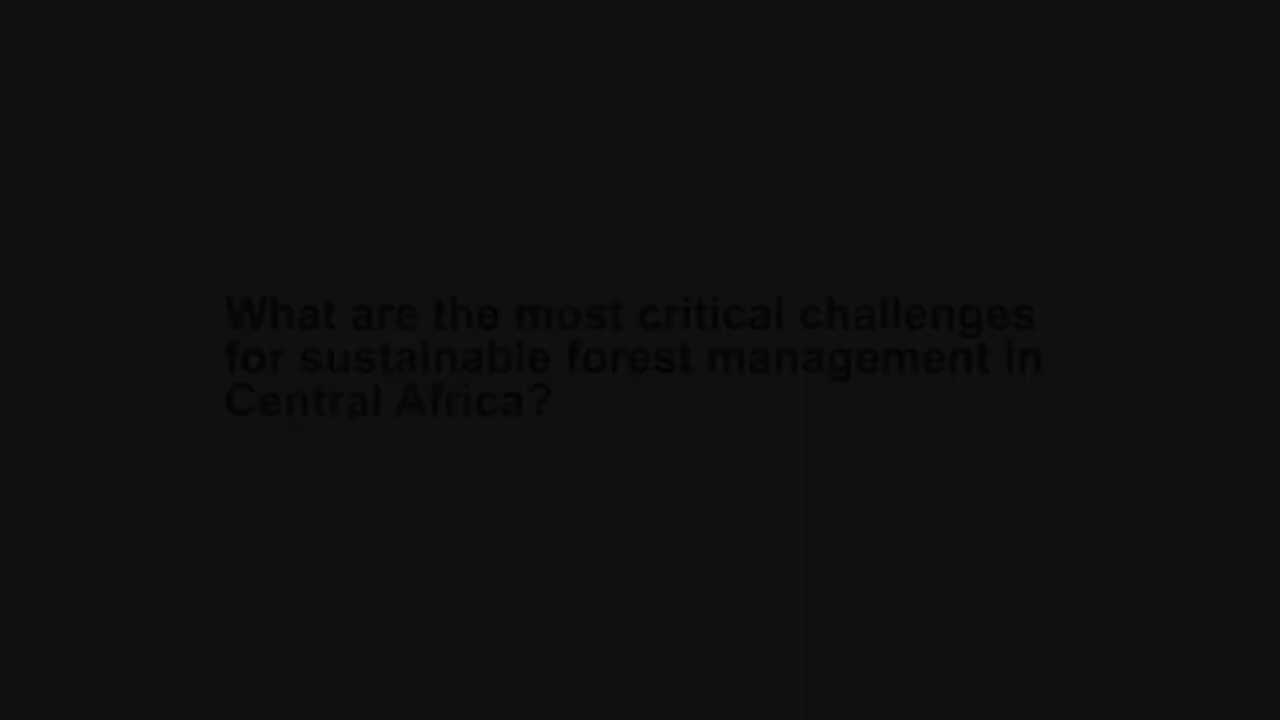 What are the most critical challenges
for sustainable forest management in
Central Africa?